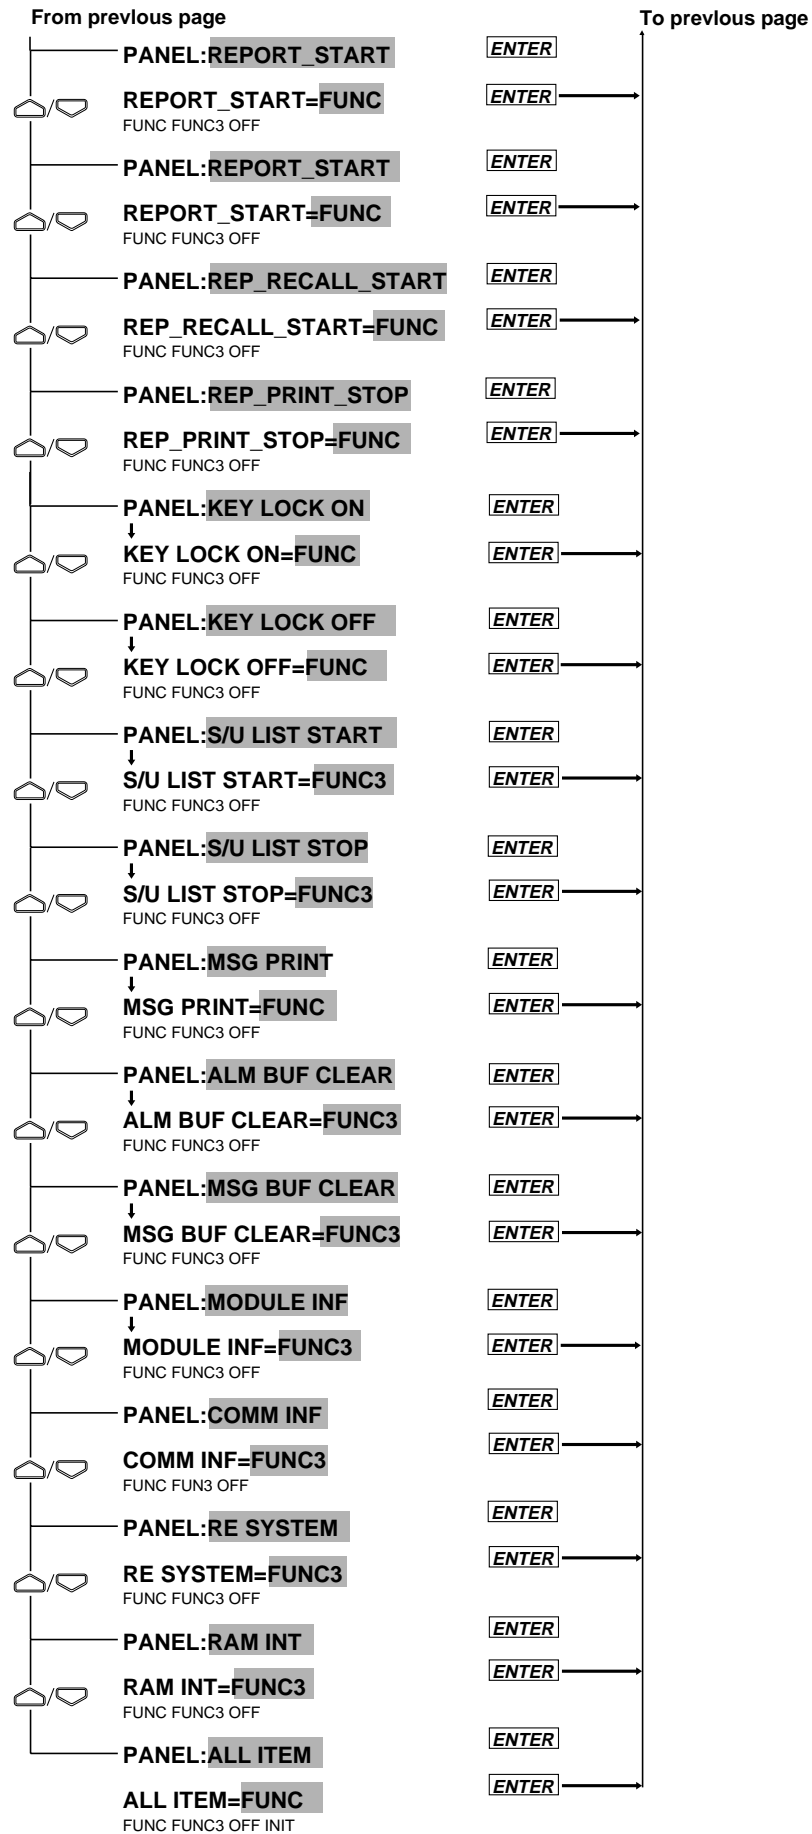 From prevIous page To prevIous page
PANEL:REPORT_START ENTER
REPORT_START=FUNC ENTER
FUNC FUNC3 OFF
PANEL:REPORT_START ENTER
REPORT_START=FUNC ENTER
FUNC FUNC3 OFF
PANEL:REP_RECALL_START ENTER
REP_RECALL_START=FUNC ENTER
FUNC FUNC3 OFF
PANEL:REP_PRINT_STOP ENTER
REP_PRINT_STOP=FUNC ENTER
FUNC FUNC3 OFF
PANEL:KEY LOCK ON ENTER
KEY LOCK ON=FUNC ENTER
FUNC FUNC3 OFF
PANEL:KEY LOCK OFF ENTER
KEY LOCK OFF=FUNC ENTER
FUNC FUNC3 OFF
PANEL:S/U LIST START ENTER
S/U LIST START=FUNC3 ENTER
FUNC FUNC3 OFF
PANEL:S/U LIST STOP ENTER
S/U LIST STOP=FUNC3 ENTER
FUNC FUNC3 OFF
PANEL:MSG PRINT ENTER
MSG PRINT=FUNC ENTER
FUNC FUNC3 OFF
PANEL:ALM BUF CLEAR ENTER
ALM BUF CLEAR=FUNC3 ENTER
FUNC FUNC3 OFF
PANEL:MSG BUF CLEAR ENTER
MSG BUF CLEAR=FUNC3 ENTER
FUNC FUNC3 OFF
PANEL:MODULE INF ENTER
MODULE INF=FUNC3 ENTER
FUNC FUNC3 OFF
PANEL:COMM INF ENTER
COMM INF=FUNC3 ENTER
FUNC FUN3 OFF
PANEL:RE SYSTEM ENTER
RE SYSTEM=FUNC3 ENTER
FUNC FUNC3 OFF
PANEL:RAM INT ENTER
RAM INT=FUNC3 ENTER
FUNC FUNC3 OFF
PANEL:ALL ITEM ENTER
ALL ITEM=FUNC ENTER
FUNC FUNC3 OFF INIT